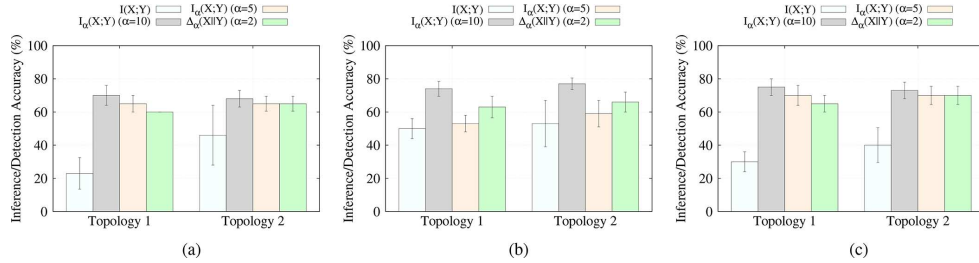 I(X;Y) Iα(X;Y) (α=5)
Iα(X;Y) (α=10) Δα(X||Y) (α=2)
Inference/Detection Accuracy (%)
100
80
60
40
20
0
Topology 1 Topology 2
(a)
I(X;Y) Iα(X;Y) (α=5)
Iα(X;Y) (α=10) Δα(X||Y) (α=2)
Inference/Detection Accuracy (%)
100
80
60
40
20
0
Topology 1 Topology 2
(b)
I(X;Y) Iα(X;Y) (α=5)
Iα(X;Y) (α=10) Δα(X||Y) (α=2)
Inference/Detection Accuracy (%)
100
80
60
40
20
0
Topology 1 Topology 2
(c)